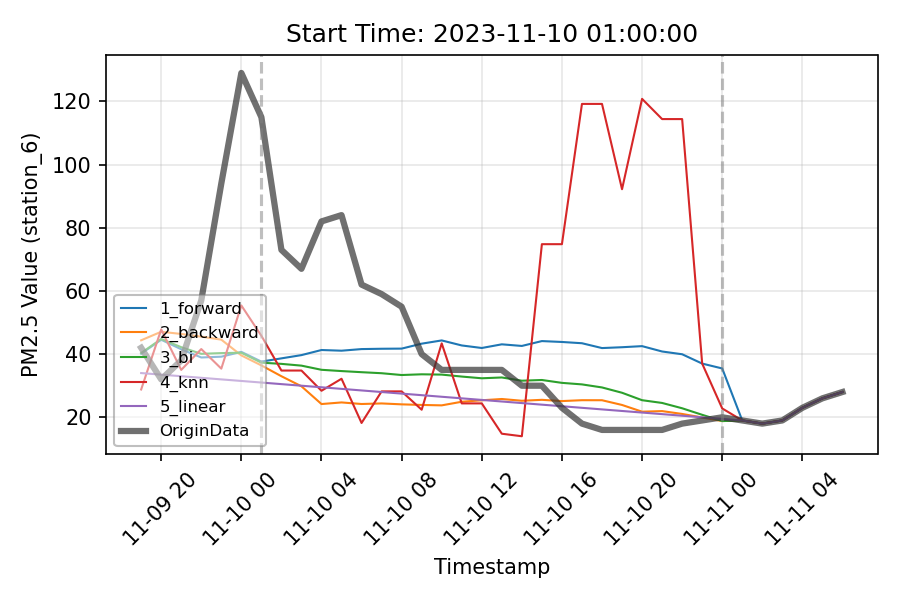 Start Time: 2023-11-10 01:00:00
PM2.5 Value (station_6)
120
100
80
60
40
20
1_forward
2_backward
3_bi
4_knn
5_linear
OriginData
11-09 20
11-10 00
11-10 04
11-10 08
11-10 12
11-10 16
11-10 20
11-11 00
11-11 04
Timestamp